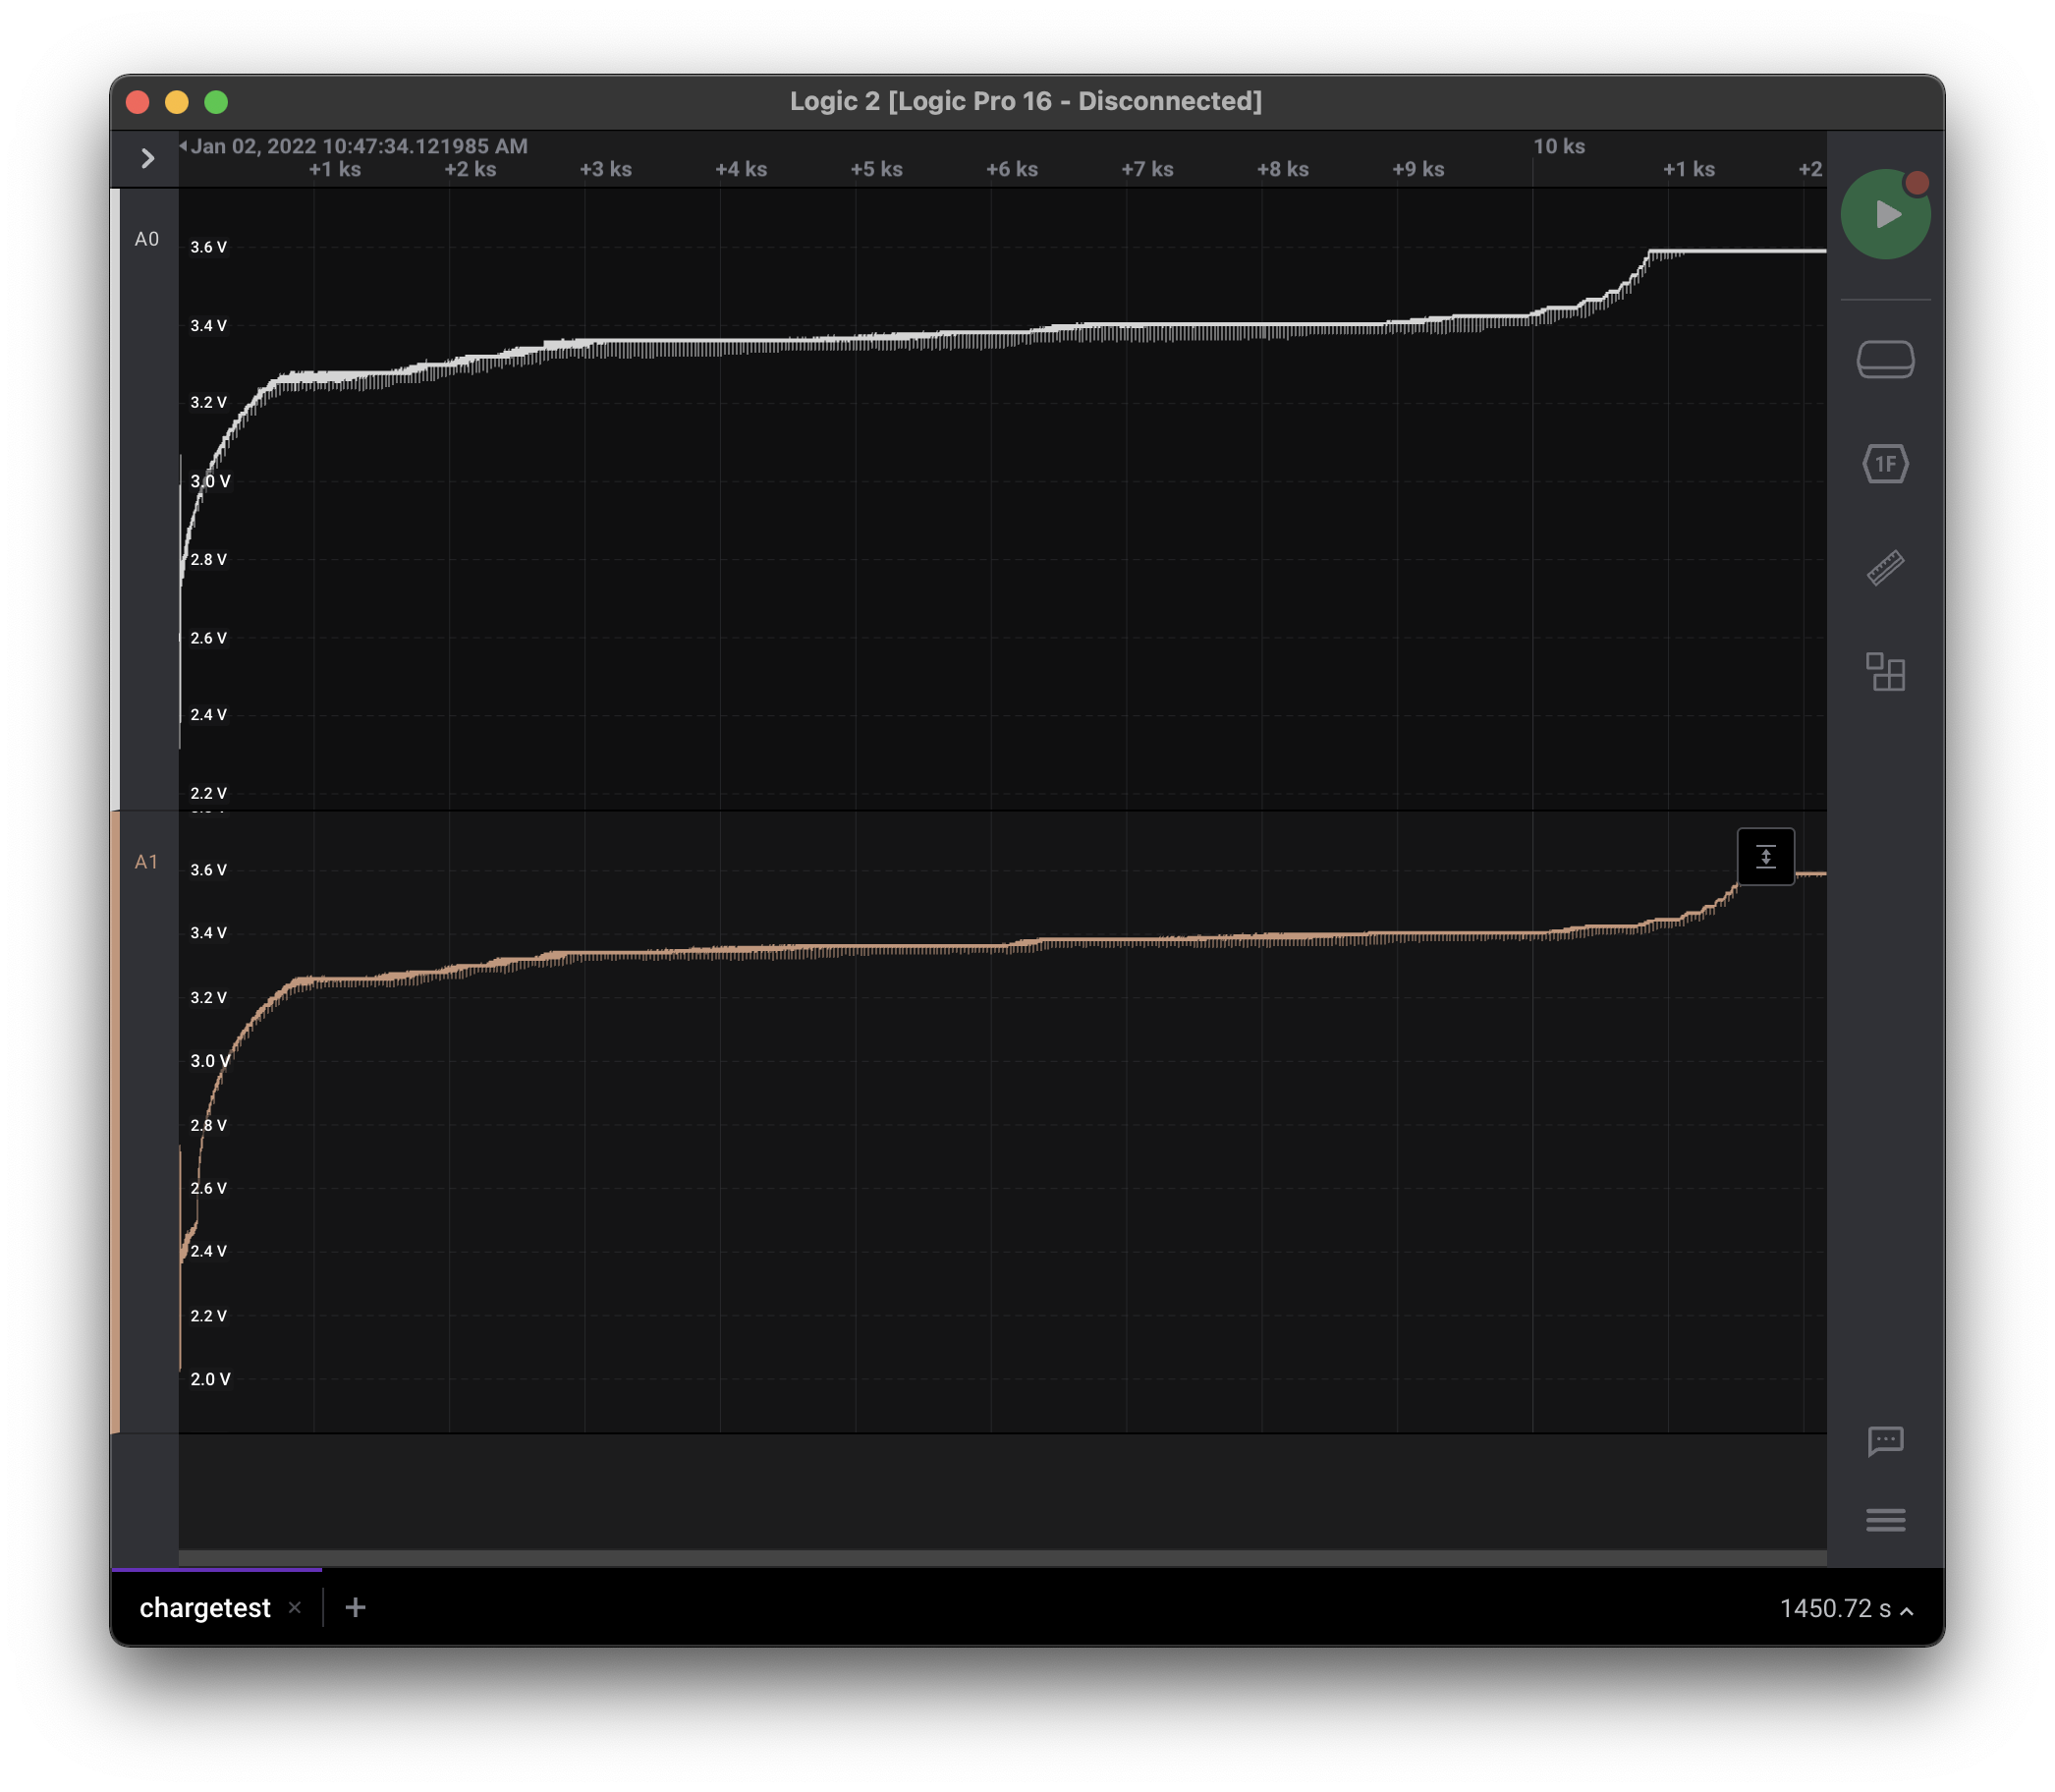 Logic 2 [Logic Pro 16 - Disconnected]
Jan 02, 2022 10:47:34.121985 AM
10 ks
+1 ks
+2 ks
+3 ks
+4 ks
+5 ks
+6 ks
+7 ks
+8 ks
+9 ks
+1 ks
+2
A0
3.6 V
3.4 V
3.2 V
3.0 V
2.8 V
2.6 V
2.4 V
2.2 V
1F
A1
3.6 V
3.4 V
3.2 V
3.0 V
2.8 V
2.6 V
2.4 V
2.2 V
2.0 V
chargetest
1450.72 s